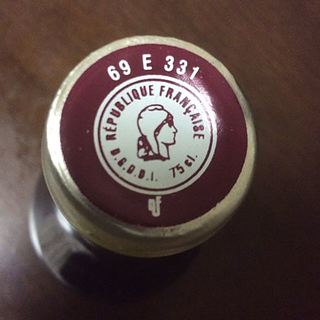 69 E 331
RÉPUBLIQUE FRANÇAISE
D.G.D.D.I. 75 cl.